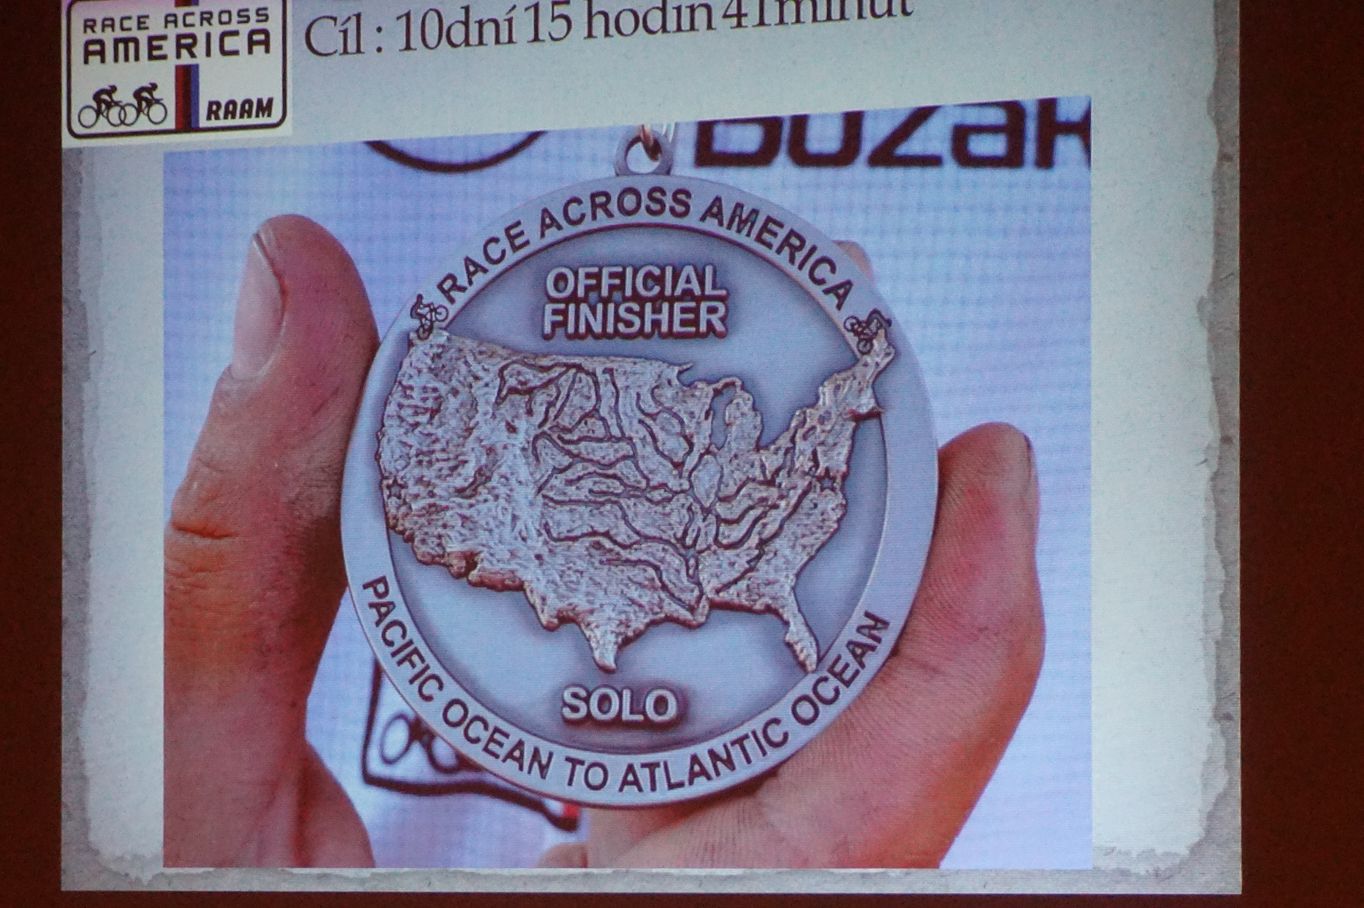 RACE ACROSS
AMERICA
RAAM
Cíl : 10dní 15 hodin 41minut
RACE ACROSS AMERICA
OFFICIAL
FINISHER
SOLO
PACIFIC OCEAN TO ATLANTIC OCEAN